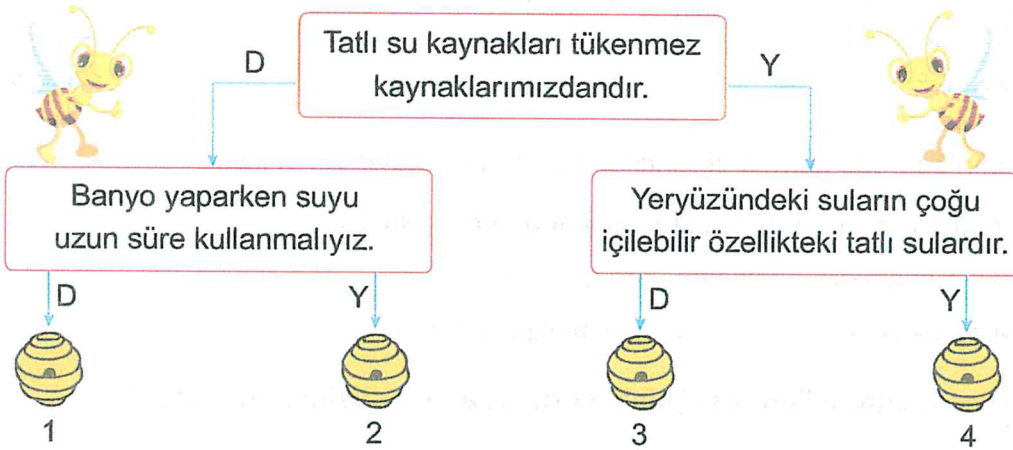 Tatlı su kaynakları tükenmez
kaynaklarımızdandır.
D
Y
Banyo yaparken suyu
uzun süre kullanmalıyız.
Yeryüzündeki suların çoğu
içilebilir özellikteki tatlı sulardır.
D
Y
D
Y
1
2
3
4